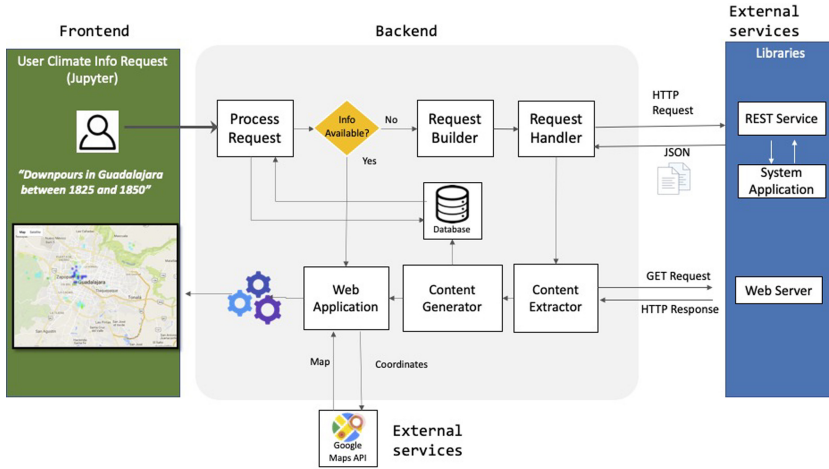 Frontend
Backend
External
services
User Climate Info Request
(Jupyter)
"Downpours in Guadalajara
between 1825 and 1850"
Process
Request
Info
Available?
No
Yes
Request
Builder
Request
Handler
HTTP
Request
JSON
Libraries
REST Service
System
Application
Database
Web
Application
Content
Generator
Content
Extractor
GET Request
HTTP Response
Web Server
Map
Coordinates
Google
Maps API
External
services
Map
Guadalajara